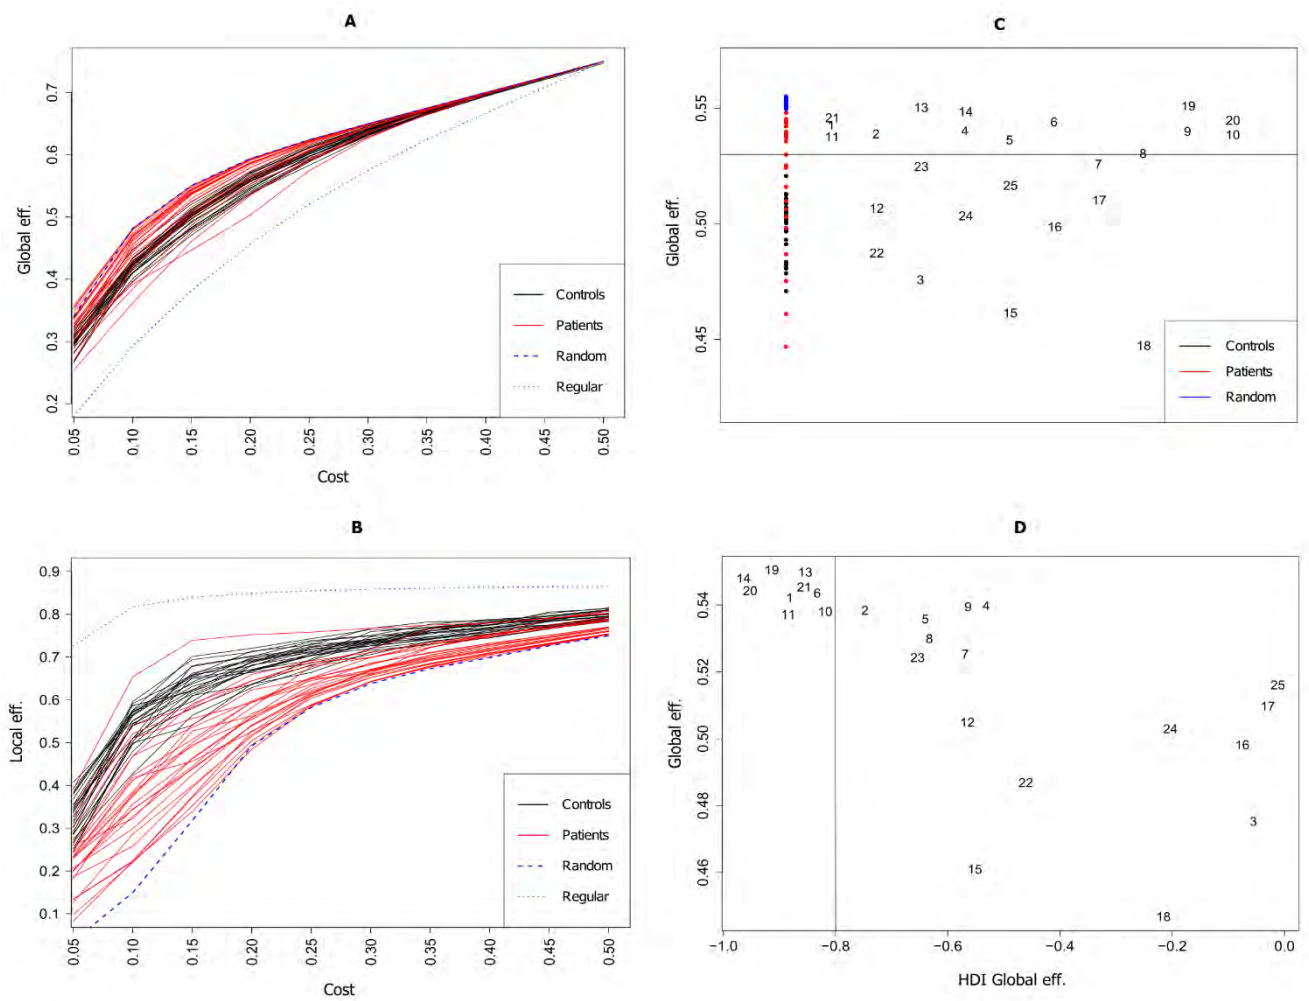 A
Global eff.
0.7
0.6
0.5
0.4
0.3
0.2
Controls
Patients
Random
Regular
0.05 0.10 0.15 0.20 0.25 0.30 0.35 0.40 0.45 0.50
Cost
C
Global eff.
0.55
0.50
0.45
19
13 14
21 6 20
1 2 4 9 10
11 5
8
23 7
25
17
12 24
16
22
3
15
18
Controls
Patients
Random
B
Local eff.
0.9
0.8
0.7
0.6
0.5
0.4
0.3
0.2
0.1
Controls
Patients
Random
Regular
0.05 0.10 0.15 0.20 0.25 0.30 0.35 0.40 0.45 0.50
Cost
D
Global eff.
0.54
0.52
0.50
0.48
0.46
14 19 13
20 21 6
1
11 10 2 9 4
5
8
23 7
25
17
12 24
16
22
3
15
18
−1.0 −0.8 −0.6 −0.4 −0.2 0.0
HDI Global eff.